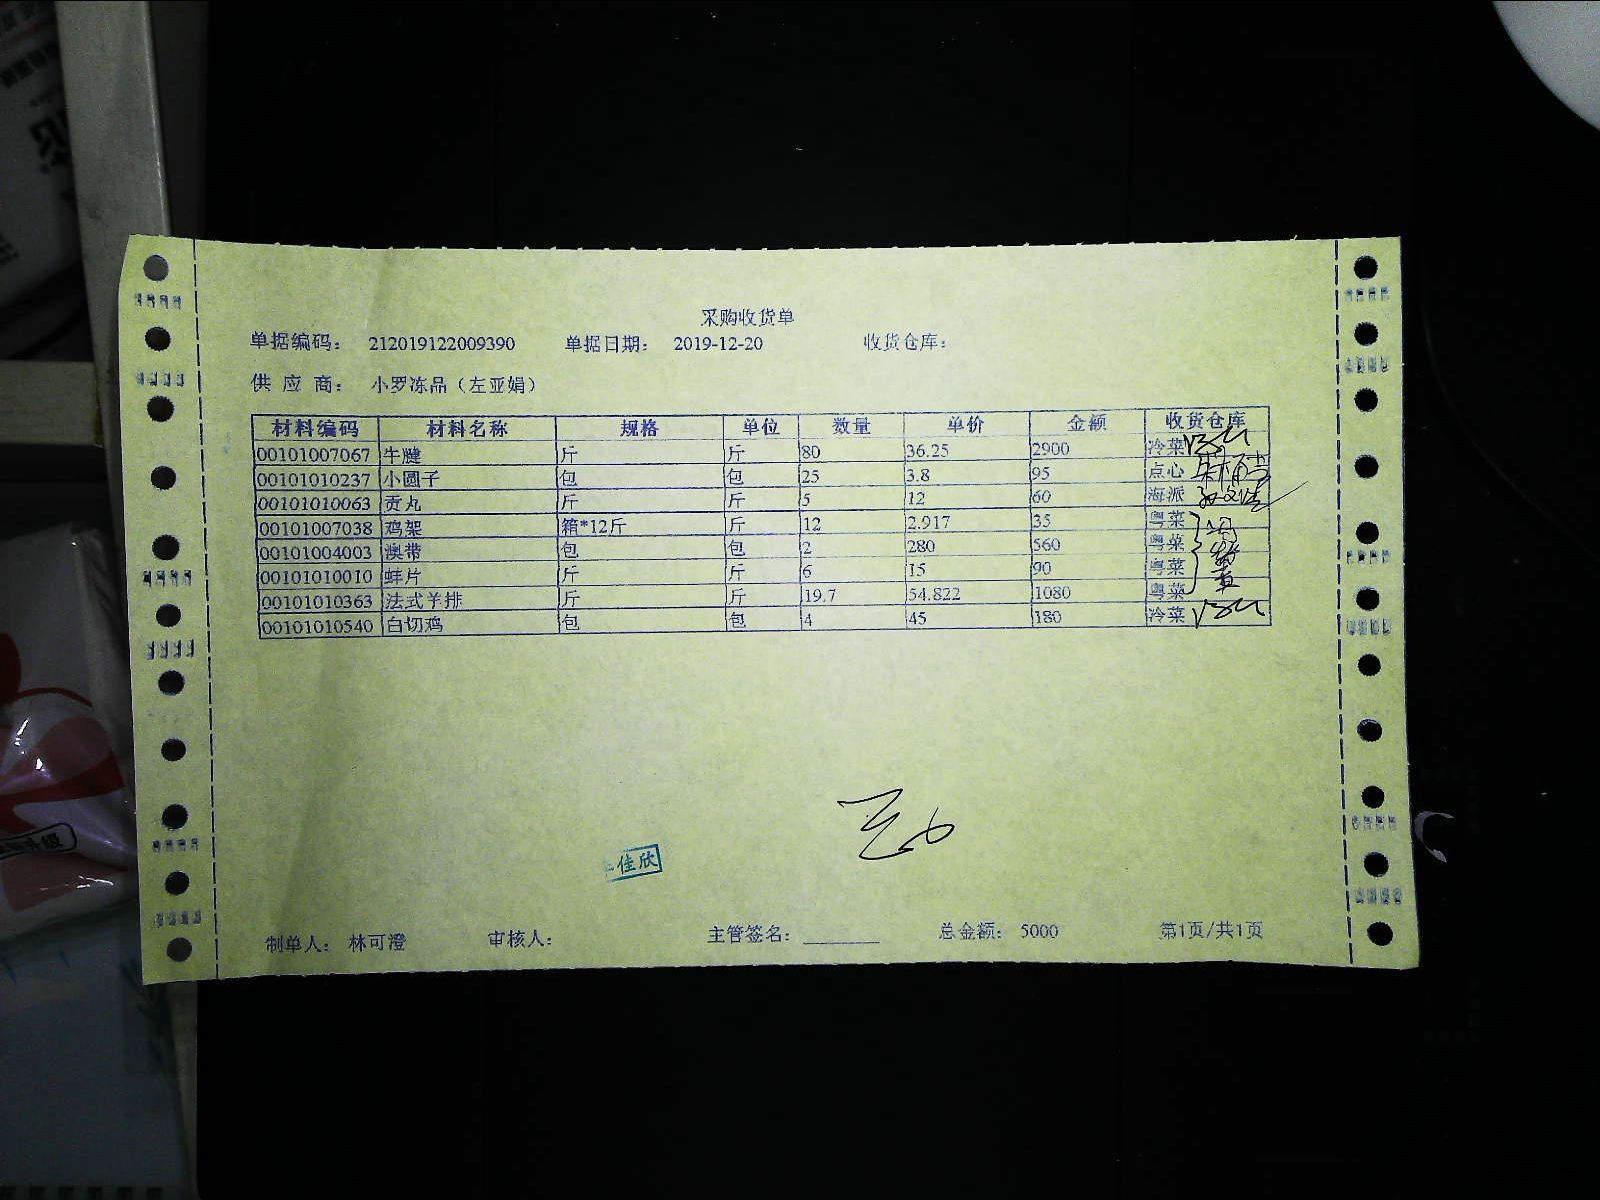 采购收货单
单据编码： 212019122009390 单据日期： 2019-12-20 收货仓库：
供 应 商： 小罗冻品（左亚娟）
材料编码 材料名称 规格 单位 数量 单价 金额 收货仓库
00101007067 牛腱 斤 斤 80 36.25 2900 冷菜
00101010237 小圆子 包 包 25 3.8 95 点心
00101010063 贡丸 斤 斤 5 12 60 海派
00101007038 鸡架 箱*12斤 斤 12 2.917 35 粤菜
00101004003 澳带 包 包 2 280 560 粤菜
00101010010 蚌片 斤 斤 6 15 90 粤菜
00101010363 法式羊排 斤 斤 19.7 54.822 1080 粤菜
00101010540 白切鸡 包 包 4 45 180 冷菜
佳欣
制单人： 林可澄 审核人： 主管签名： 总金额： 5000 第1页/共1页